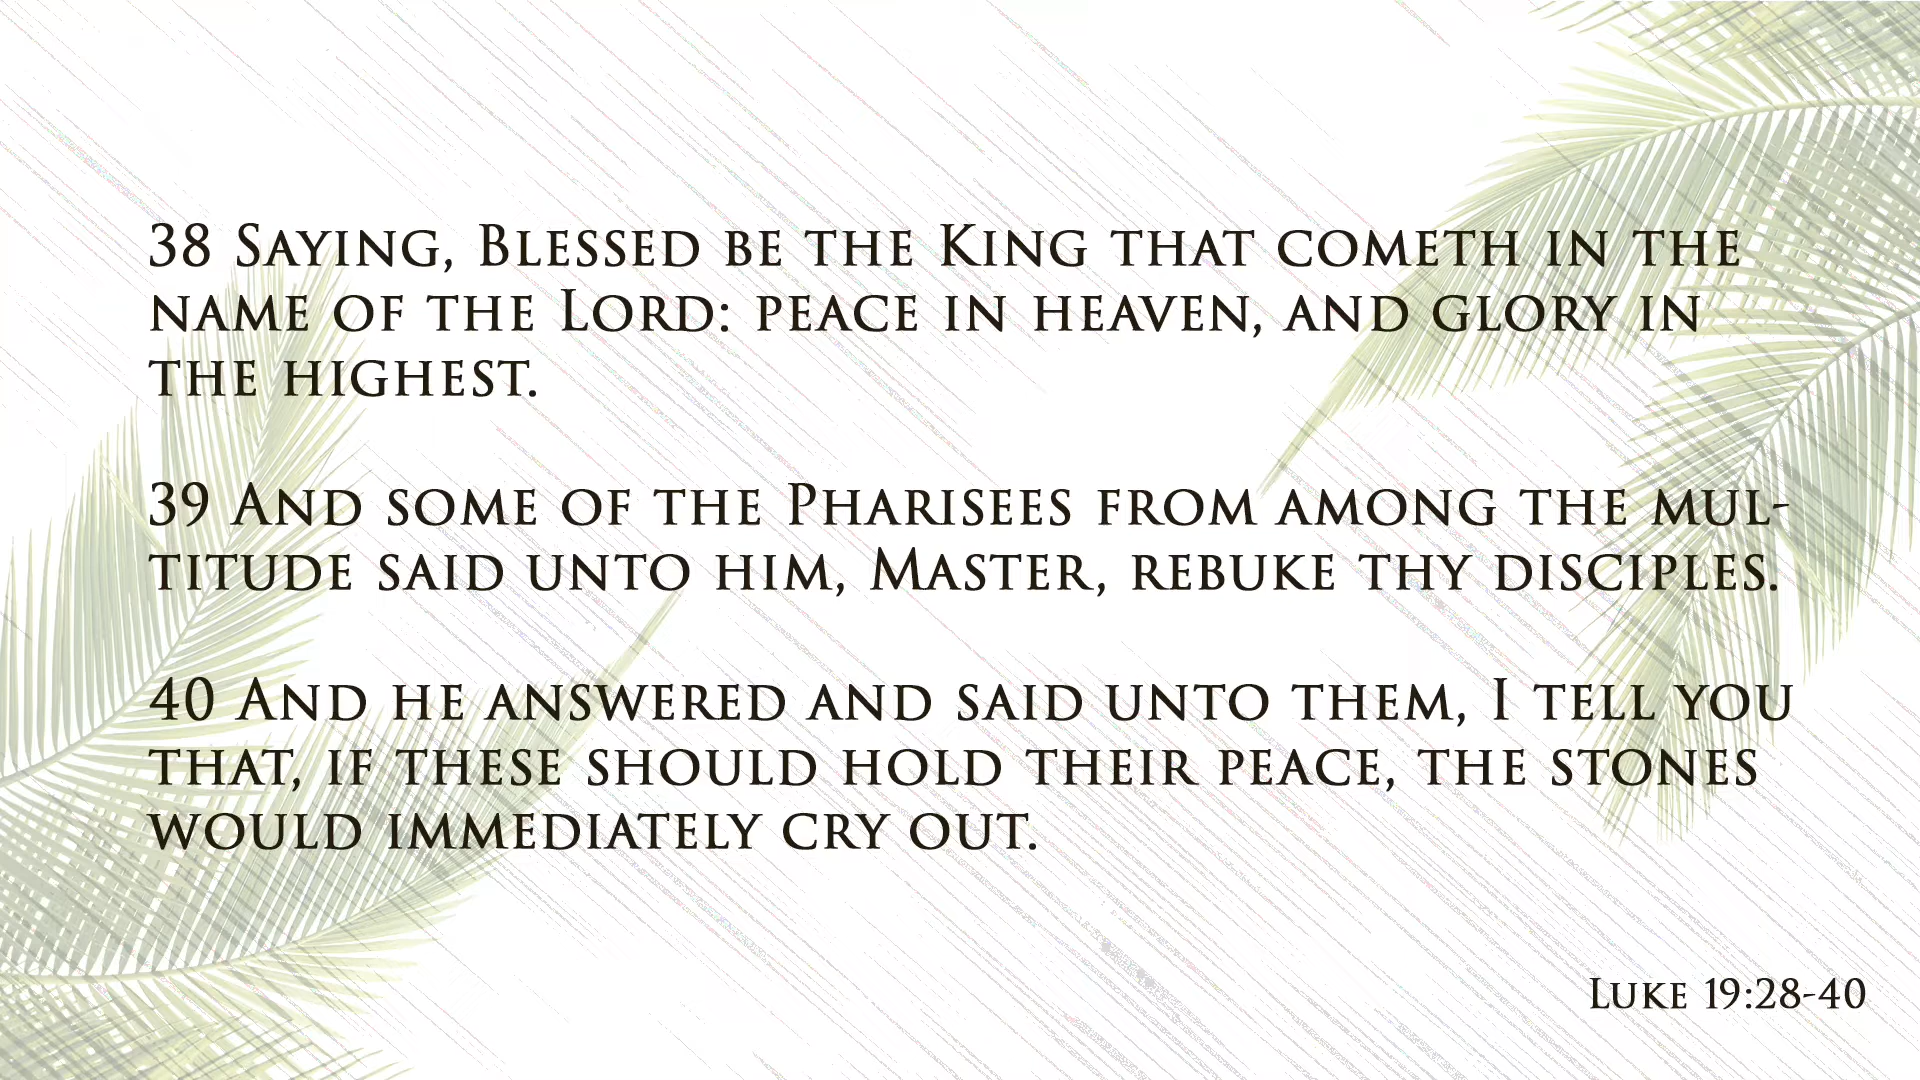 38 Saying, Blessed be the King that cometh in the
name of the Lord: peace in heaven, and glory in
the highest.
39 And some of the Pharisees from among the mul-
titude said unto him, Master, rebuke thy disciples.
40 And he answered and said unto them, I tell you
that, if these should hold their peace, the stones
would immediately cry out.
Luke 19:28-40